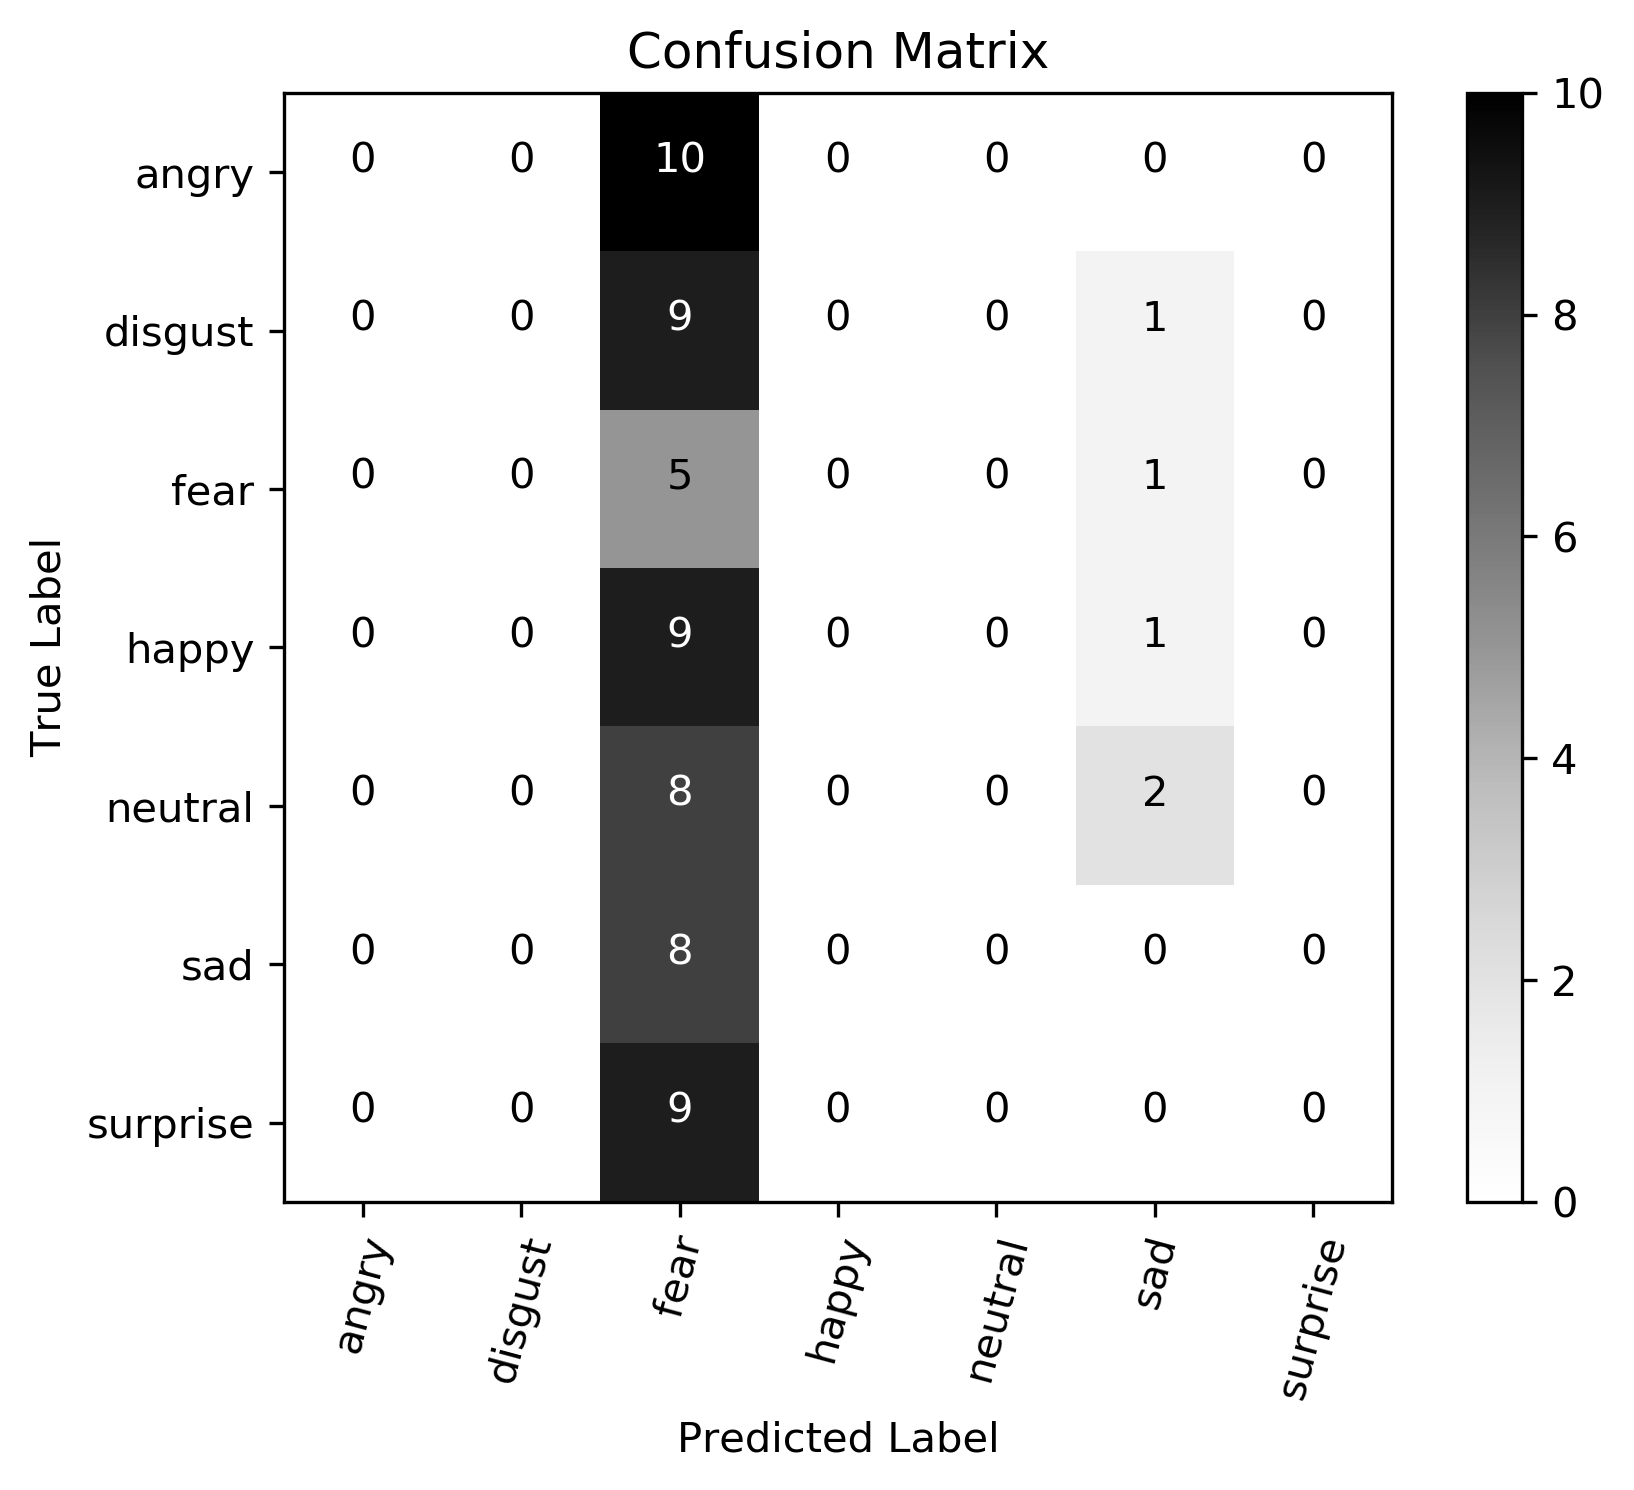 Confusion Matrix
angry 0 0 10 0 0 0 0
disgust 0 0 9 0 0 1 0
fear 0 0 5 0 0 1 0
happy 0 0 9 0 0 1 0
neutral 0 0 8 0 0 2 0
sad 0 0 8 0 0 0 0
surprise 0 0 9 0 0 0 0
True Label
angry disgust fear happy neutral sad surprise
Predicted Label
10
8
6
4
2
0